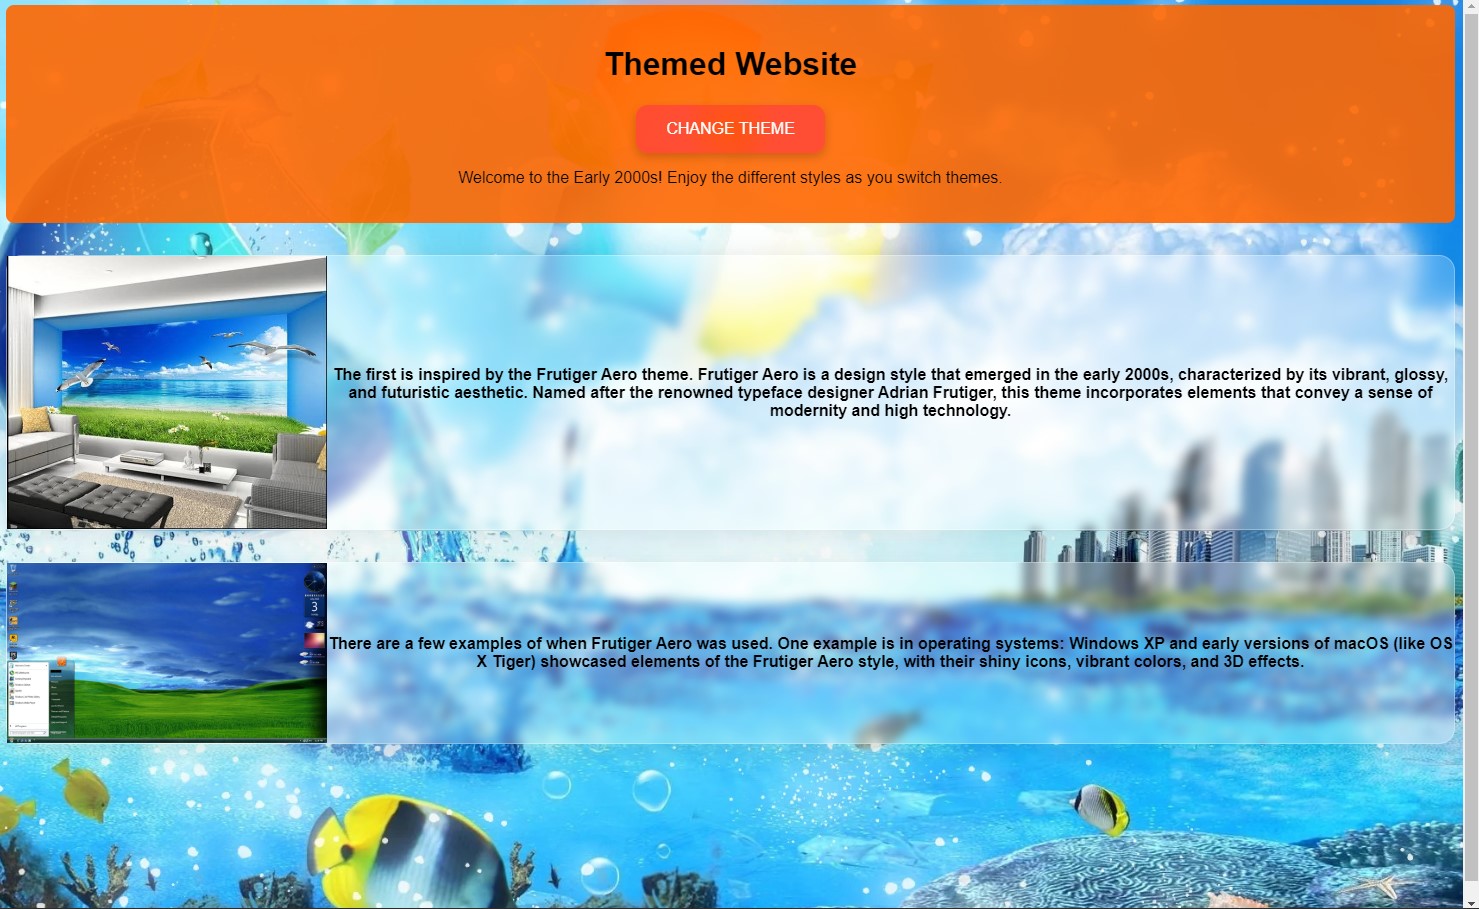 Themed Website
CHANGE THEME
Welcome to the Early 2000s! Enjoy the different styles as you switch themes.
The first is inspired by the Frutiger Aero theme. Frutiger Aero is a design style that emerged in the early 2000s, characterized by its vibrant, glossy,
and futuristic aesthetic. Named after the renowned typeface designer Adrian Frutiger, this theme incorporates elements that convey a sense of
modernity and high technology.
3
There are a few examples of when Frutiger Aero was used. One example is in operating systems: Windows XP and early versions of macOS (like OS
X Tiger) showcased elements of the Frutiger Aero style, with their shiny icons, vibrant colors, and 3D effects.